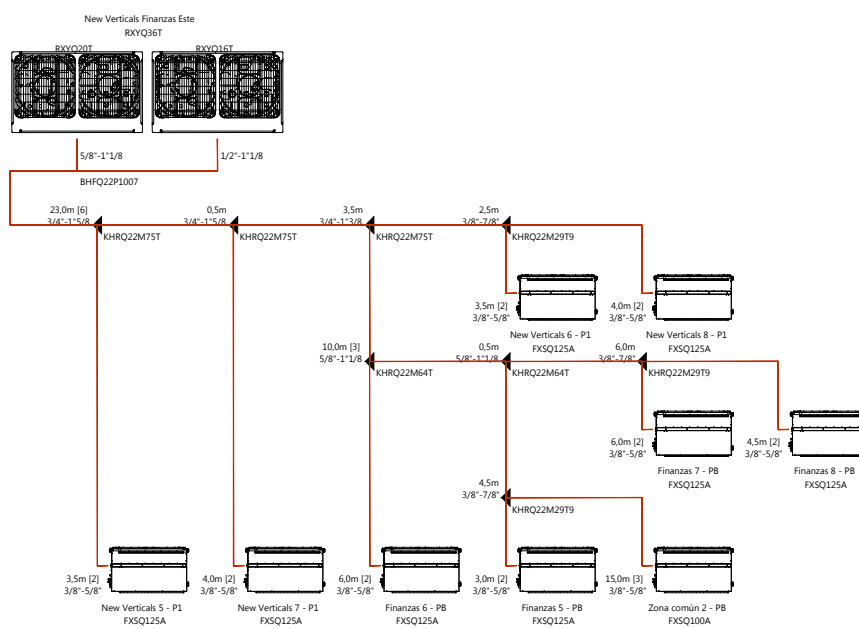 New Verticals Finanzas Este
RXYQ36T
RXYQ20T
RXYQ16T
5/8"-1"1/8
1/2"-1"1/8
BHFQ22P1007
23,0m [6]
3/4"-1"5/8
KHRQ22M75T
0,5m
3/4"-1"5/8
KHRQ22M75T
3,5m
3/4"-1"3/8
KHRQ22M75T
2,5m
3/8"-7/8"
KHRQ22M29T9
3,5m [2]
3/8"-5/8"
4,0m [2]
3/8"-5/8"
New Verticals 6 - P1
FXSQ125A
New Verticals 8 - P1
FXSQ125A
10,0m [3]
5/8"-1"1/8
KHRQ22M64T
0,5m
5/8"-1"1/8
KHRQ22M64T
6,0m
3/8"-7/8"
KHRQ22M29T9
6,0m [2]
3/8"-5/8"
4,5m [2]
3/8"-5/8"
Finanzas 7 - PB
FXSQ125A
Finanzas 8 - PB
FXSQ125A
4,5m
3/8"-7/8"
KHRQ22M29T9
3,5m [2]
3/8"-5/8"
4,0m [2]
3/8"-5/8"
6,0m [2]
3/8"-5/8"
3,0m [2]
3/8"-5/8"
15,0m [3]
3/8"-5/8"
New Verticals 5 - P1
FXSQ125A
New Verticals 7 - P1
FXSQ125A
Finanzas 6 - PB
FXSQ125A
Finanzas 5 - PB
FXSQ125A
Zona común 2 - PB
FXSQ100A